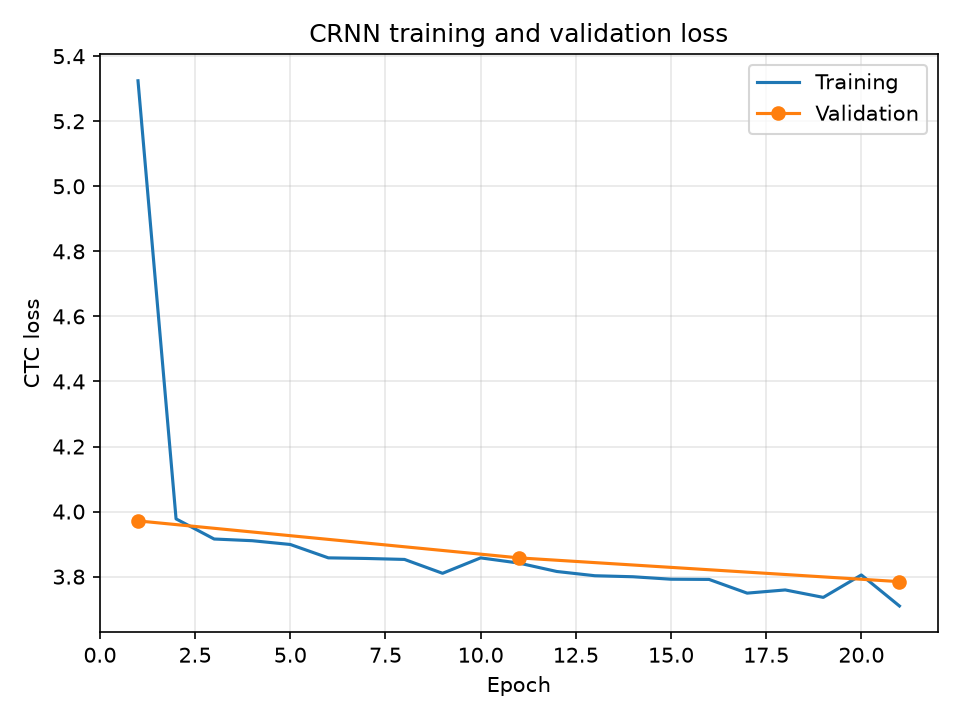 CRNN training and validation loss
Training
Validation
5.4
5.2
5.0
4.8
4.6
4.4
4.2
4.0
3.8
CTC loss
0.0 2.5 5.0 7.5 10.0 12.5 15.0 17.5 20.0
Epoch